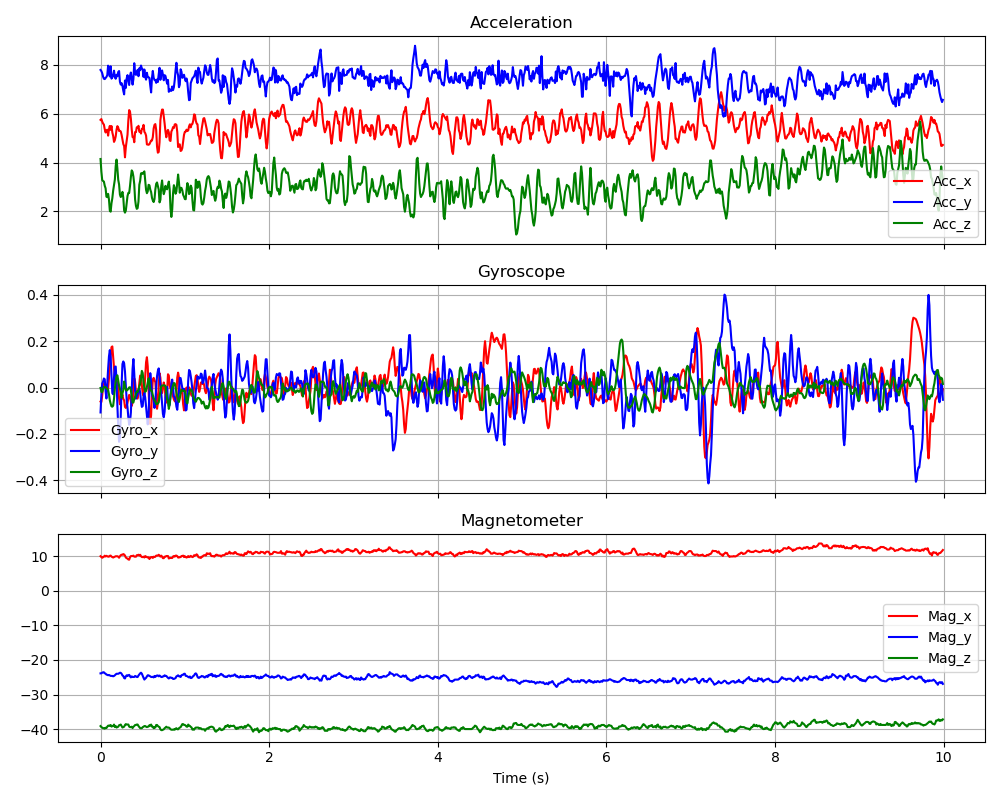 Acceleration
8
6
4
2
Acc_x
Acc_y
Acc_z
Gyroscope
0.4
0.2
0.0
−0.2
−0.4
Gyro_x
Gyro_y
Gyro_z
Magnetometer
10
0
−10
−20
−30
−40
Mag_x
Mag_y
Mag_z
0 2 4 6 8 10
Time (s)